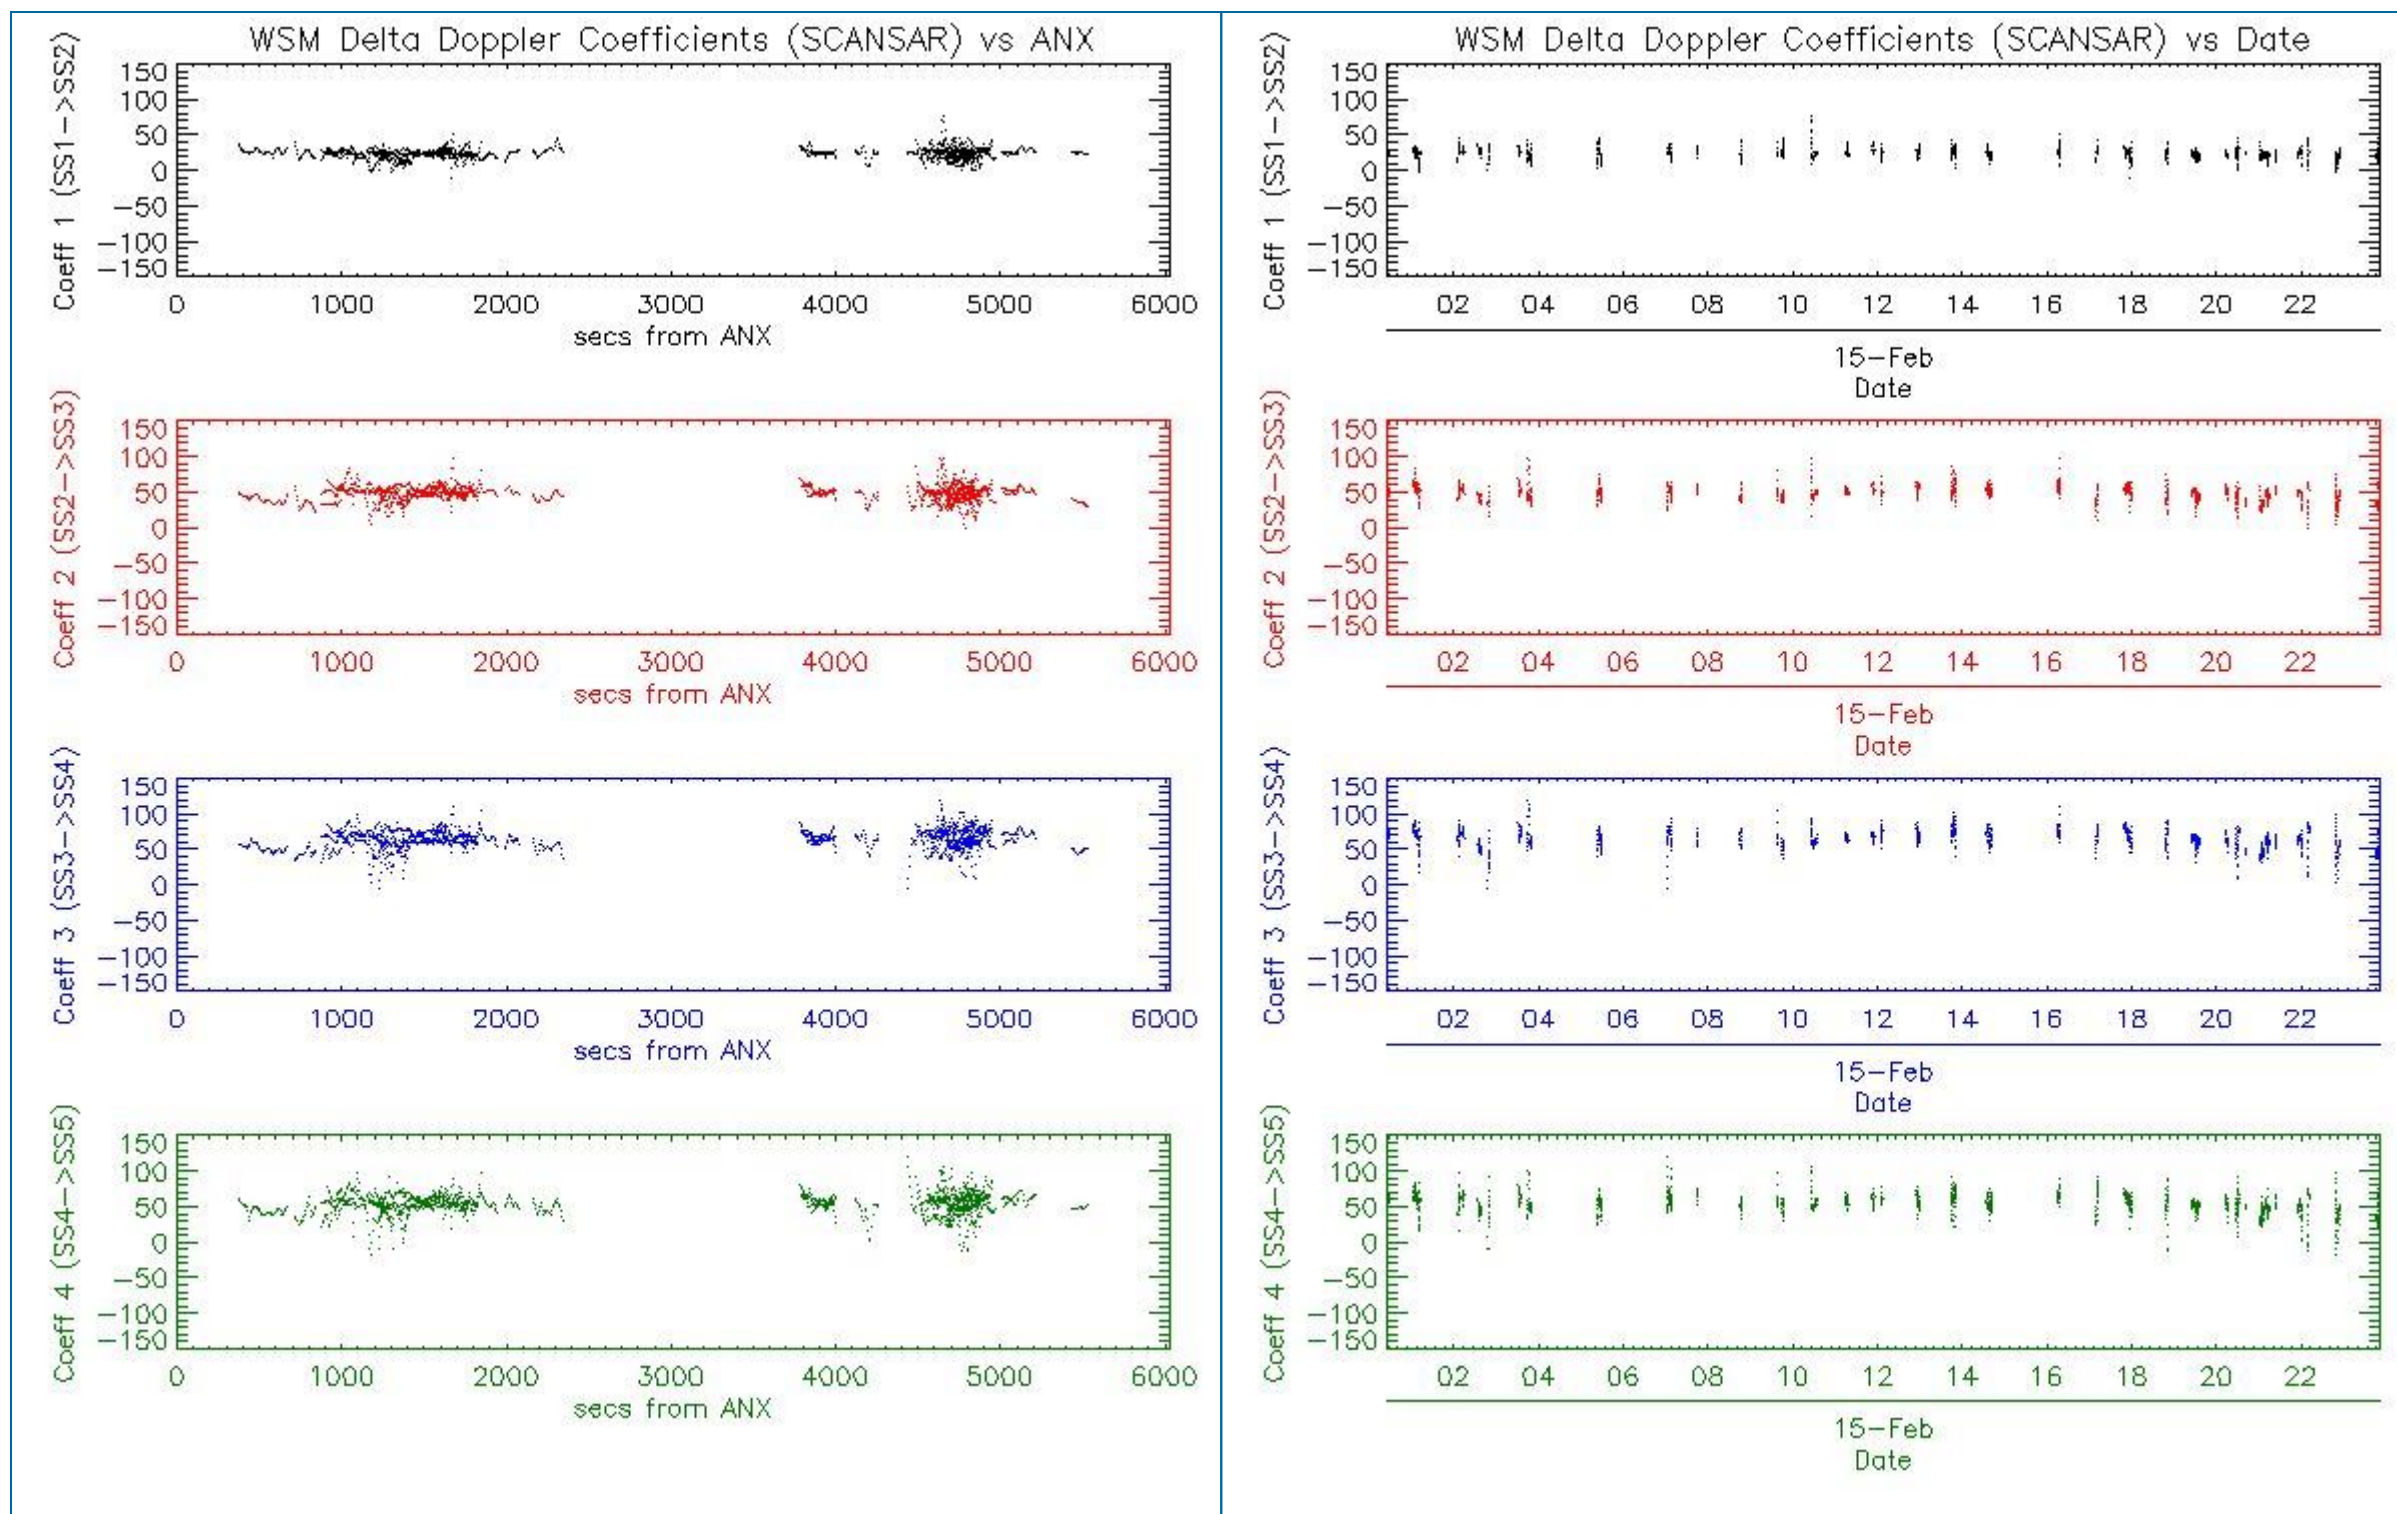 WSM Delta Doppler Coefficients (SCANSAR) vs ANX
Coeff 1 (SS1->SS2)
150
100
50
0
-50
-100
-150
0 1000 2000 3000 4000 5000 6000
secs from ANX
Coeff 2 (SS2->SS3)
150
100
50
0
-50
-100
-150
0 1000 2000 3000 4000 5000 6000
secs from ANX
Coeff 3 (SS3->SS4)
150
100
50
0
-50
-100
-150
0 1000 2000 3000 4000 5000 6000
secs from ANX
Coeff 4 (SS4->SS5)
150
100
50
0
-50
-100
-150
0 1000 2000 3000 4000 5000 6000
secs from ANX
WSM Delta Doppler Coefficients (SCANSAR) vs Date
Coeff 1 (SS1->SS2)
150
100
50
0
-50
-100
-150
02 04 06 08 10 12 14 16 18 20 22
15-Feb
Date
Coeff 2 (SS2->SS3)
150
100
50
0
-50
-100
-150
02 04 06 08 10 12 14 16 18 20 22
15-Feb
Date
Coeff 3 (SS3->SS4)
150
100
50
0
-50
-100
-150
02 04 06 08 10 12 14 16 18 20 22
15-Feb
Date
Coeff 4 (SS4->SS5)
150
100
50
0
-50
-100
-150
02 04 06 08 10 12 14 16 18 20 22
15-Feb
Date